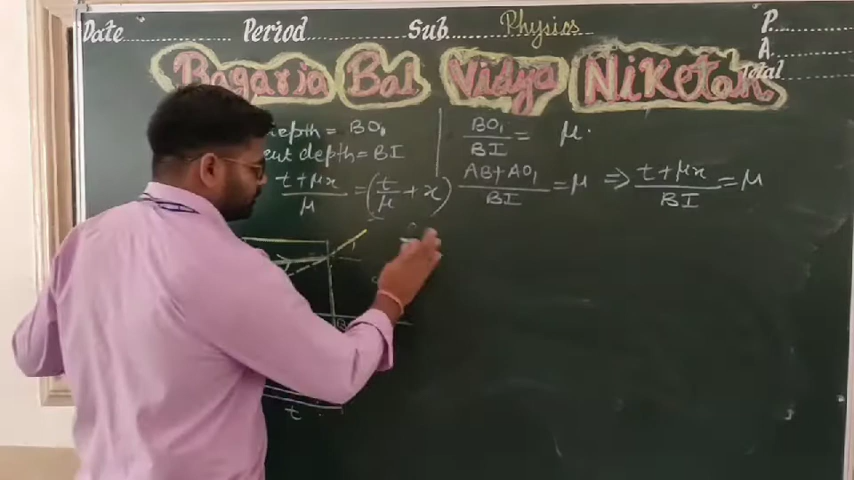 Date Period Sub Physics P.A.
Total
Bagaria Bal Vidya Niketan
depth = BO₁
ent depth = BI
t + μx / μ = (t/μ + x)
BO₁ / BI = μ.
AB + AO₁ / BI = μ ⇒ t + μx / BI = μ
t